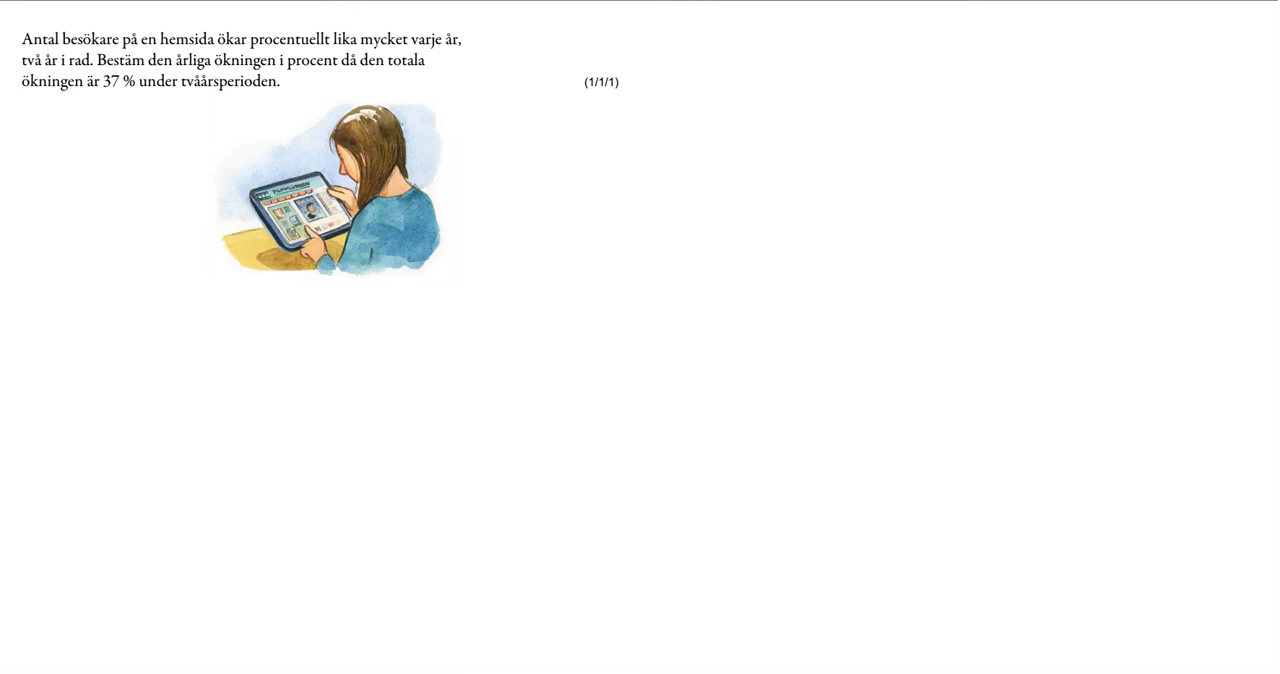 Antal besökare på en hemsida ökar procentuellt lika mycket varje år,
två år i rad. Bestäm den årliga ökningen i procent då den totala
ökningen är 37 % under tvåårsperioden.
(1/1/1)